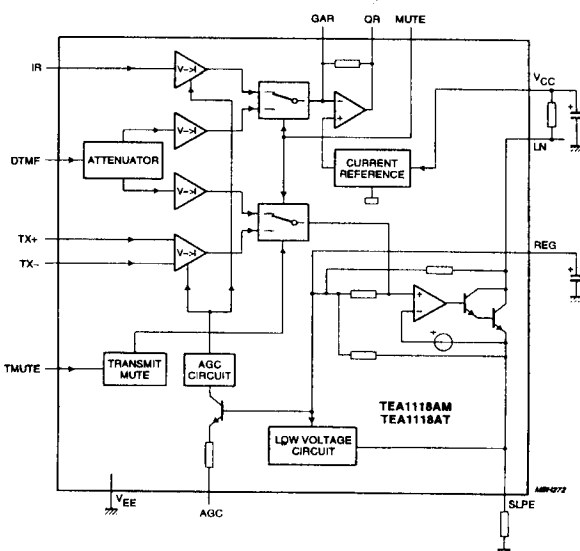 GAR QR MUTE
IR
V->I
VCC
V->I
DTMF
ATTENUATOR
LN
CURRENT
REFERENCE
V->I
TX+
TX−
V->I
REG
TMUTE
TRANSMIT
MUTE
AGC
CIRCUIT
TEA1118AM
TEA1118AT
LOW VOLTAGE
CIRCUIT
MBH272
VEE
AGC
SLPE